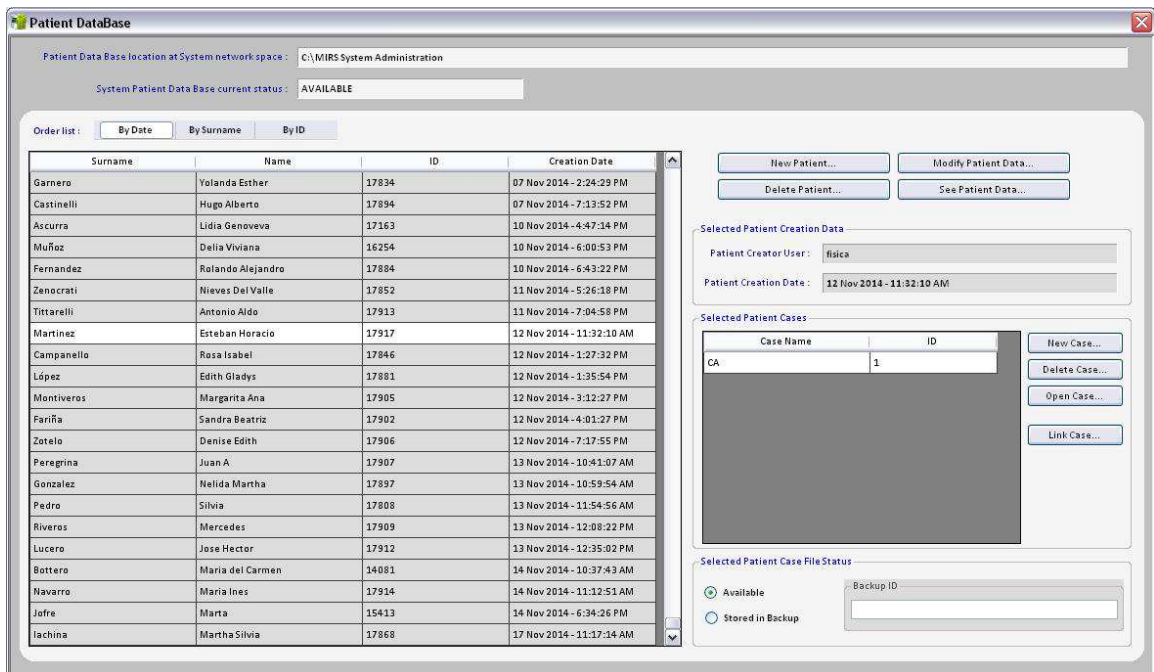 Patient DataBase
Patient Data Base location at System network space : C:\MIRS System Administration
System Patient Data Base current status : AVAILABLE
Order list : By Date By Surname By ID
Surname Name ID Creation Date
Garnero Yolanda Esther 17834 07 Nov 2014 - 2:24:29 PM
Castinelli Hugo Alberto 17894 07 Nov 2014 - 7:13:52 PM
Ascurra Lidia Genoveva 17163 10 Nov 2014 - 4:47:14 PM
Muñoz Delia Viviana 16254 10 Nov 2014 - 6:00:53 PM
Fernandez Rolando Alejandro 17884 10 Nov 2014 - 6:43:22 PM
Zenocrati Nieves Del Valle 17852 11 Nov 2014 - 5:26:18 PM
Tittarelli Antonio Aldo 17913 11 Nov 2014 - 7:04:58 PM
Martinez Esteban Horacio 17917 12 Nov 2014 - 11:32:10 AM
Campanello Rosa Isabel 17846 12 Nov 2014 - 1:27:32 PM
López Edith Gladys 17881 12 Nov 2014 - 1:35:54 PM
Montiveros Margarita Ana 17905 12 Nov 2014 - 3:12:27 PM
Fariña Sandra Beatriz 17902 12 Nov 2014 - 4:01:27 PM
Zotelo Denise Edith 17906 12 Nov 2014 - 7:17:55 PM
Peregrina Juan A 17907 13 Nov 2014 - 10:41:07 AM
Gonzalez Nelida Martha 17897 13 Nov 2014 - 10:59:54 AM
Pedro Silvia 17808 13 Nov 2014 - 11:54:56 AM
Riveros Mercedes 17909 13 Nov 2014 - 12:08:22 PM
Lucero Jose Hector 17912 13 Nov 2014 - 12:35:02 PM
Bottero Maria del Carmen 14081 14 Nov 2014 - 10:37:43 AM
Navarro Maria Ines 17914 14 Nov 2014 - 11:12:51 AM
Jofre Marta 15413 14 Nov 2014 - 6:34:26 PM
Iachina Martha Silvia 17868 17 Nov 2014 - 11:17:14 AM
New Patient... Modify Patient Data...
Delete Patient... See Patient Data...
Selected Patient Creation Data
Patient Creator User : fisica
Patient Creation Date : 12 Nov 2014 - 11:32:10 AM
Selected Patient Cases
Case Name ID
CA 1
New Case...
Delete Case...
Open Case...
Link Case...
Selected Patient Case File Status
Available
Stored in Backup
Backup ID